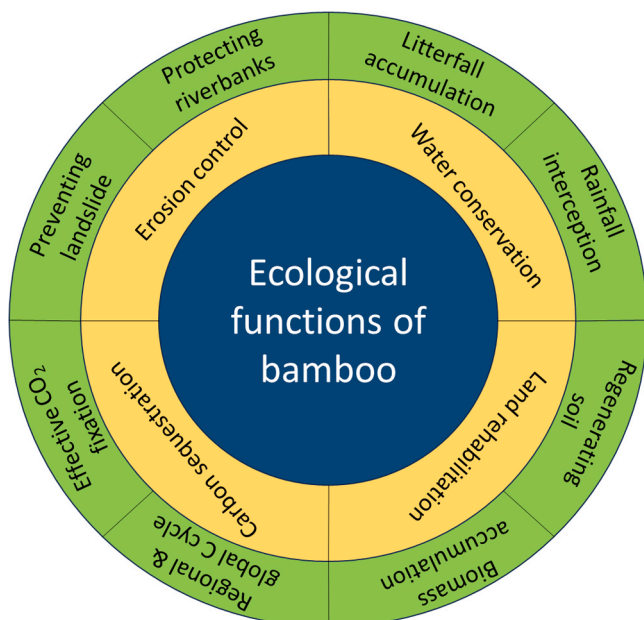 Ecological
functions of
bamboo
Erosion control
Water conservation
Land rehabilitation
Carbon sequestration
Protecting
riverbanks
Litterfall
accumulation
Rainfall
interception
Regenerating
soil
Biomass
accumulation
Regional &
global C cycle
Effective CO₂
fixation
Preventing
landslide